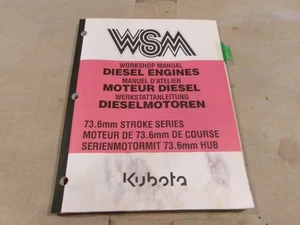 WSM
WORKSHOP MANUAL
DIESEL ENGINES
MANUEL D'ATELIER
MOTEUR DIESEL
WERKSTATTANLEITUNG
DIESELMOTOREN
73.6mm STROKE SERIES
MOTEUR DE 73.6mm DE COURSE
SERIENMOTORMIT 73.6mm HUB
Kubota